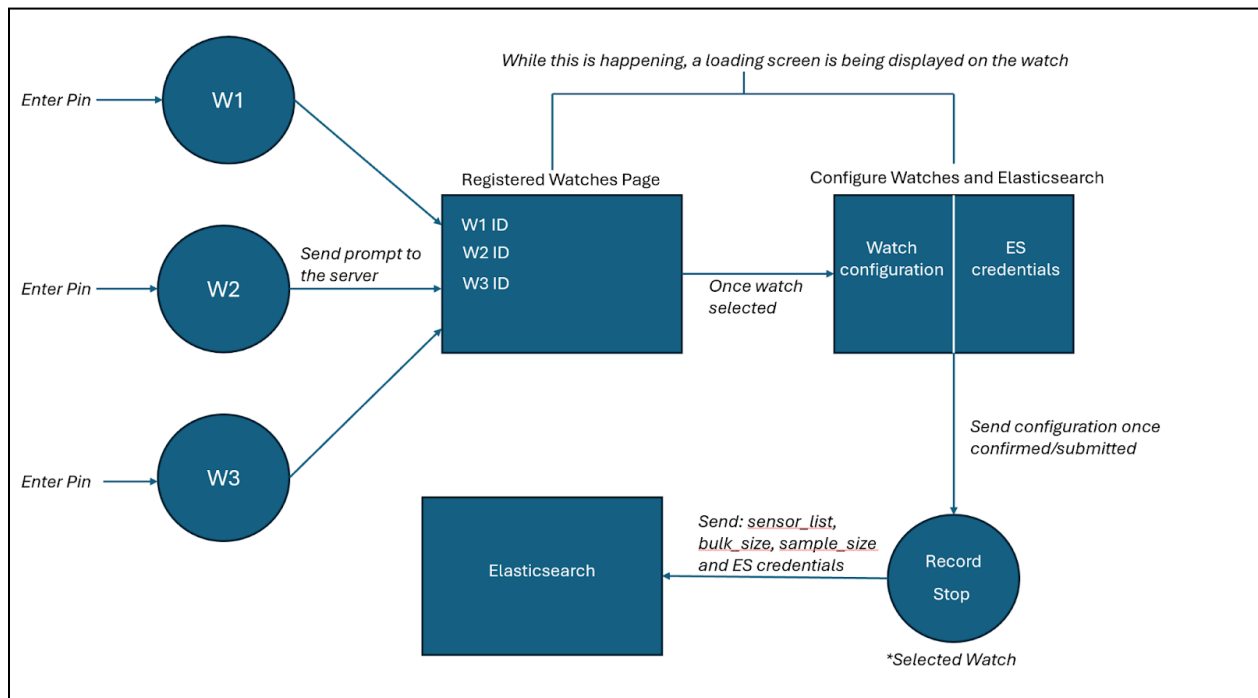 While this is happening, a loading screen is being displayed on the watch
Enter Pin
W1
Registered Watches Page
Configure Watches and Elasticsearch
W1 ID
W2 ID
W3 ID
Send prompt to
the server
Enter Pin
W2
Once watch
selected
Watch
configuration
ES
credentials
Send configuration once
confirmed/submitted
Enter Pin
W3
Elasticsearch
Send: sensor_list,
bulk_size, sample_size
and ES credentials
Record
Stop
*Selected Watch